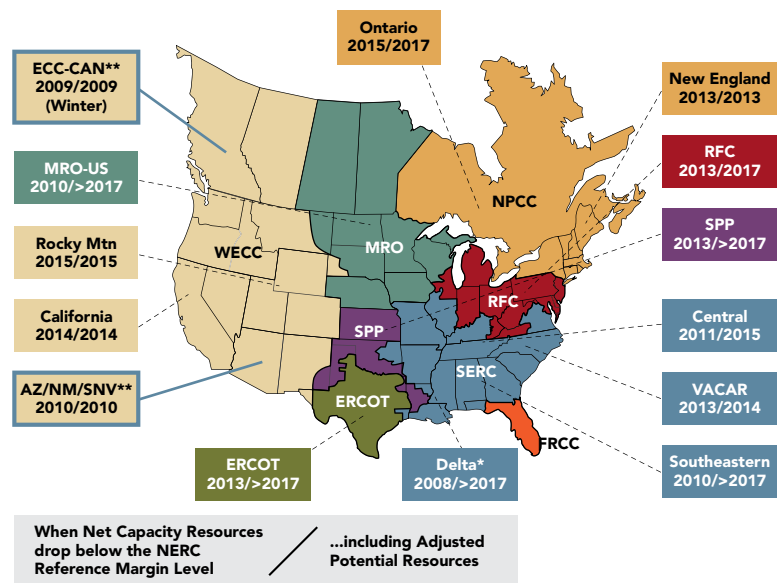 Ontario
2015/2017
ECC-CAN**
2009/2009
(Winter)
New England
2013/2013
MRO-US
2010/>2017
RFC
2013/2017
NPCC
Rocky Mtn
2015/2015
WECC
MRO
SPP
2013/>2017
California
2014/2014
SPP
RFC
Central
2011/2015
AZ/NM/SNV**
2010/2010
ERCOT
SERC
VACAR
2013/2014
FRCC
ERCOT
2013/>2017
Delta*
2008/>2017
Southeastern
2010/>2017
When Net Capacity Resources
drop below the NERC
Reference Margin Level
...including Adjusted
Potential Resources